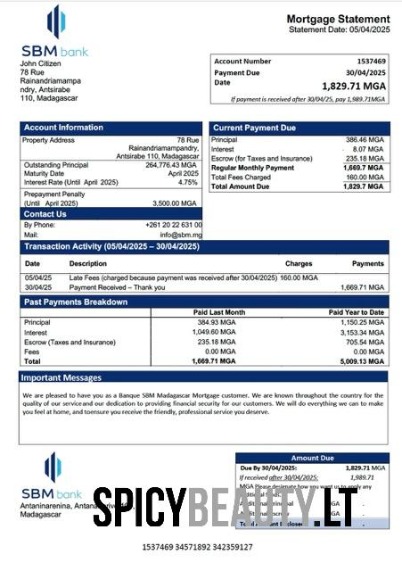 SBM bank
Mortgage Statement
Statement Date: 05/04/2025
John Citizen
78 Rue
Rainandriamampa
ndry, Antsirabe
110, Madagascar
Account Number 1537469
Payment Due 30/04/2025
Date 1,829.71 MGA
If payment is received after 30/04/25, pay 1,989.71MGA
Account Information
Property Address 78 Rue
Rainandriamampandry,
Antsirabe 110, Madagascar
Outstanding Principal 264,776.43 MGA
Maturity Date April 2025
Interest Rate (Until April 2025) 4.75%
Prepayment Penalty
(Until April 2025) 3,500.00 MGA
Contact Us
By Phone: +261 20 22 631 00
Mail: info@sbm.mg
Current Payment Due
Principal 386.46 MGA
Interest 8.07 MGA
Escrow (for Taxes and Insurance) 235.18 MGA
Regular Monthly Payment 1,669.7 MGA
Total Fees Charged 160.00 MGA
Total Amount Due 1,829.7 MGA
Transaction Activity (05/04/2025 – 30/04/2025)
Date Description Charges Payments
05/04/25 Late Fees (charged because payment was received after 30/04/2025) 160.00 MGA
30/04/25 Payment Received – Thank you 1,669.71 MGA
Past Payments Breakdown
Paid Last Month Paid Year to Date
Principal 384.93 MGA 1,150.25 MGA
Interest 1,049.60 MGA 3,153.34 MGA
Escrow (Taxes and Insurance) 235.18 MGA 705.54 MGA
Fees 0.00 MGA 0.00 MGA
Total 1,669.71 MGA 5,009.13 MGA
Important Messages
We are pleased to have you as a Banque SBM Madagascar Mortgage customer. We are known throughout the country for the
quality of our service and our dedication to providing financial security for our customers. We will do everything we can to make
you feel at home, and toensure you receive the friendly, professional service you deserve.
SBM bank
Antaninarenina,
Madagascar
Amount Due
Due By 30/04/2025: 1,829.71 MGA
If received after 30/04/2025: 1,989.71
MGA Please designate how you want us to apply any
SPICYBEAUTY.LT
1537469 34571892 342359127